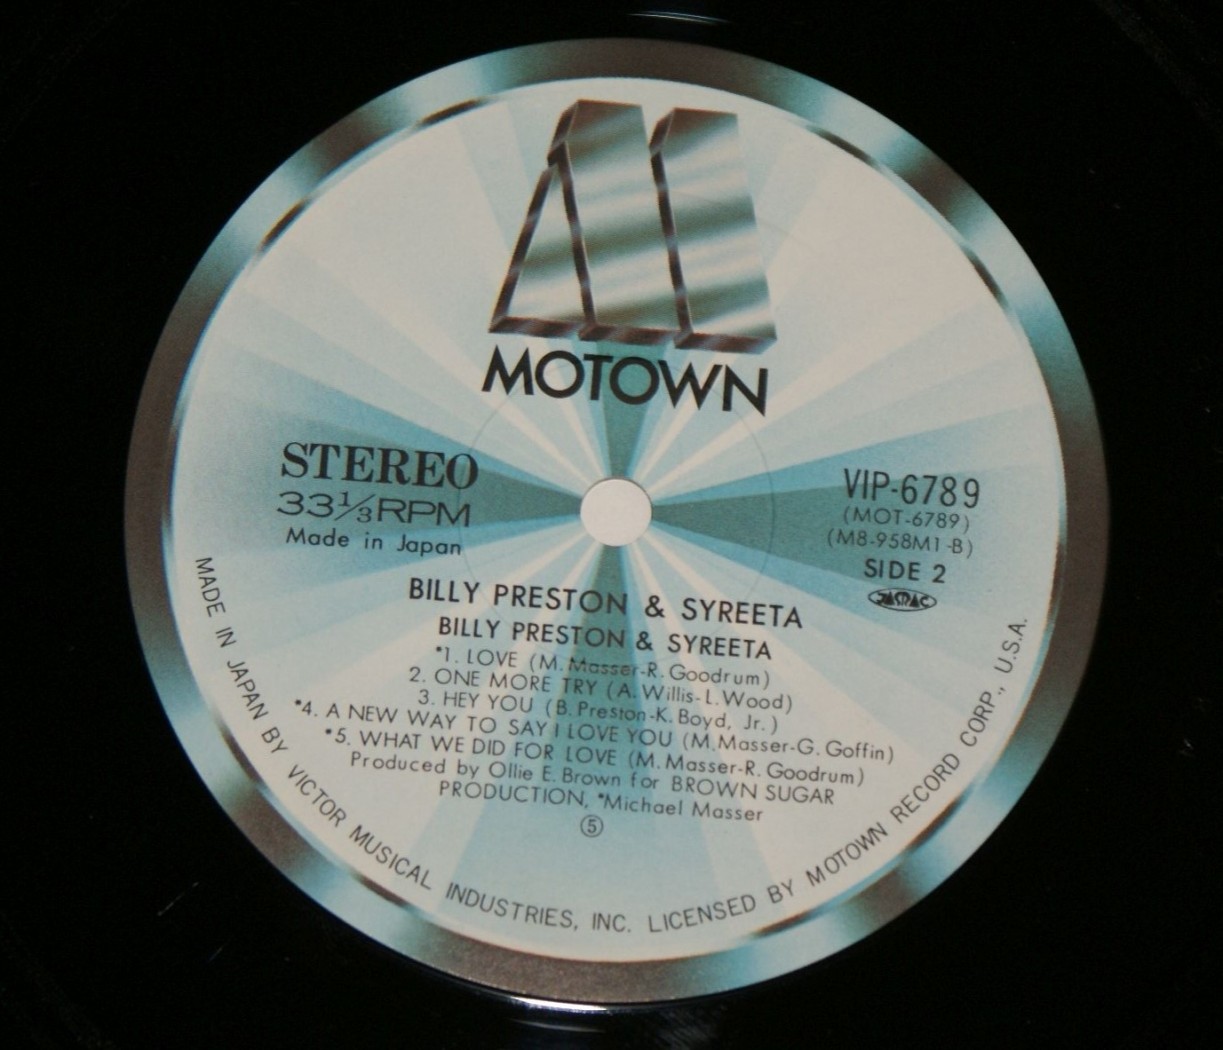 MOTOWN
STEREO
33⅓RPM
Made in Japan
VIP-6789
(MOT-6789)
(M8-958M1-B)
SIDE 2
JASRAC
BILLY PRESTON & SYREETA
BILLY PRESTON & SYREETA
*1. LOVE (M. Masser-R. Goodrum)
2. ONE MORE TRY (A. Willis-L. Wood)
3. HEY YOU (B. Preston-K. Boyd, Jr.)
*4. A NEW WAY TO SAY I LOVE YOU (M. Masser-G. Goffin)
*5. WHAT WE DID FOR LOVE (M. Masser-R. Goodrum)
Produced by Ollie E. Brown for BROWN SUGAR
PRODUCTION, *Michael Masser
⑤
MADE IN JAPAN BY VICTOR MUSICAL INDUSTRIES, INC. LICENSED BY MOTOWN RECORD CORP., U.S.A.